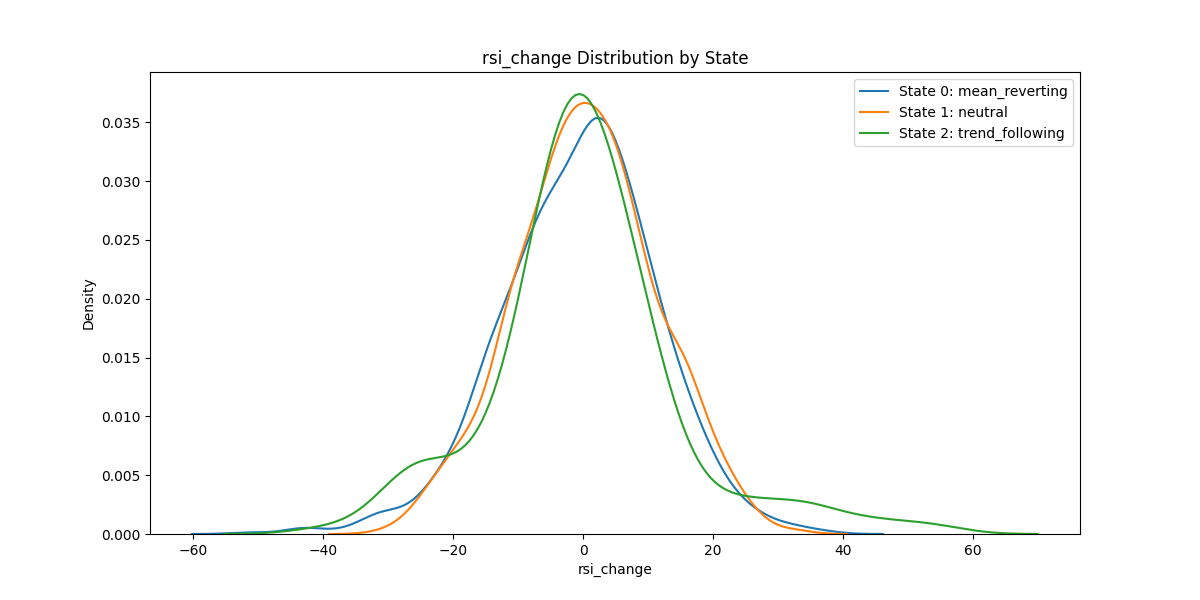 rsi_change Distribution by State
State 0: mean_reverting
State 1: neutral
State 2: trend_following
Density
0.035
0.030
0.025
0.020
0.015
0.010
0.005
0.000
−60 −40 −20 0 20 40 60
rsi_change